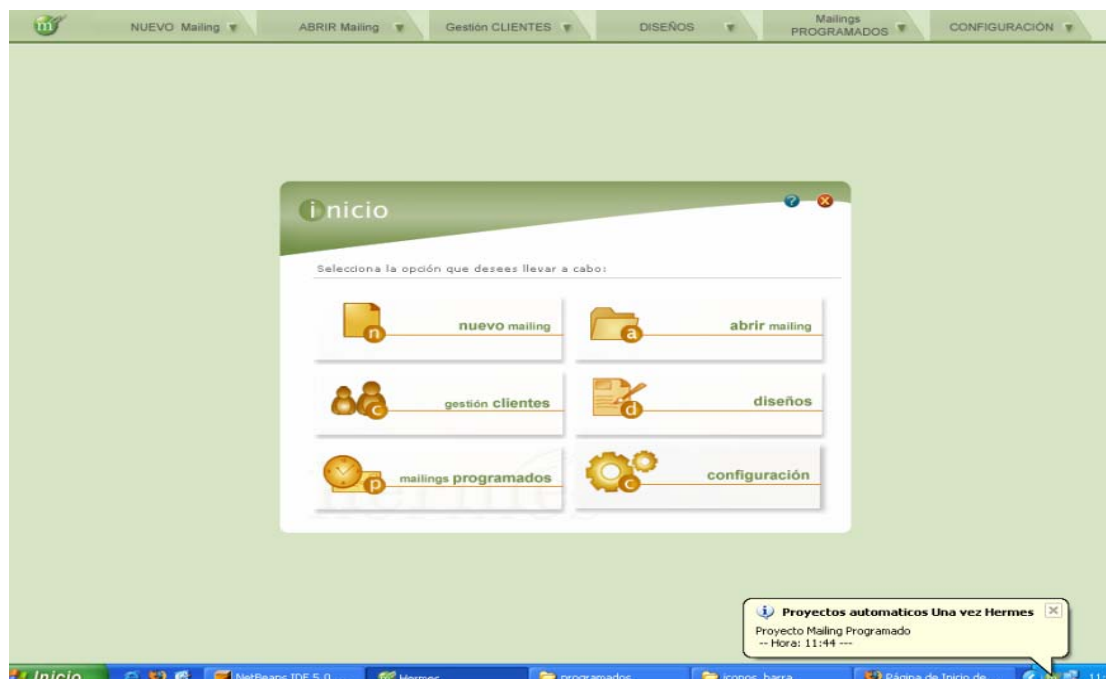 m
NUEVO Mailing
ABRIR Mailing
Gestión CLIENTES
DISEÑOS
Mailings
PROGRAMADOS
CONFIGURACIÓN
inicio
?
Selecciona la opción que desees llevar a cabo:
n
nuevo mailing
a
abrir mailing
c
gestión clientes
d
diseños
p
mailings programados
c
configuración
hermes
Proyectos automaticos Una vez Hermes
Proyecto Mailing Programado
-- Hora: 11:44 ---
Inicio
NetBeans IDE 5.0
Hermes
programados
iconos_barra
Página de Inicio de